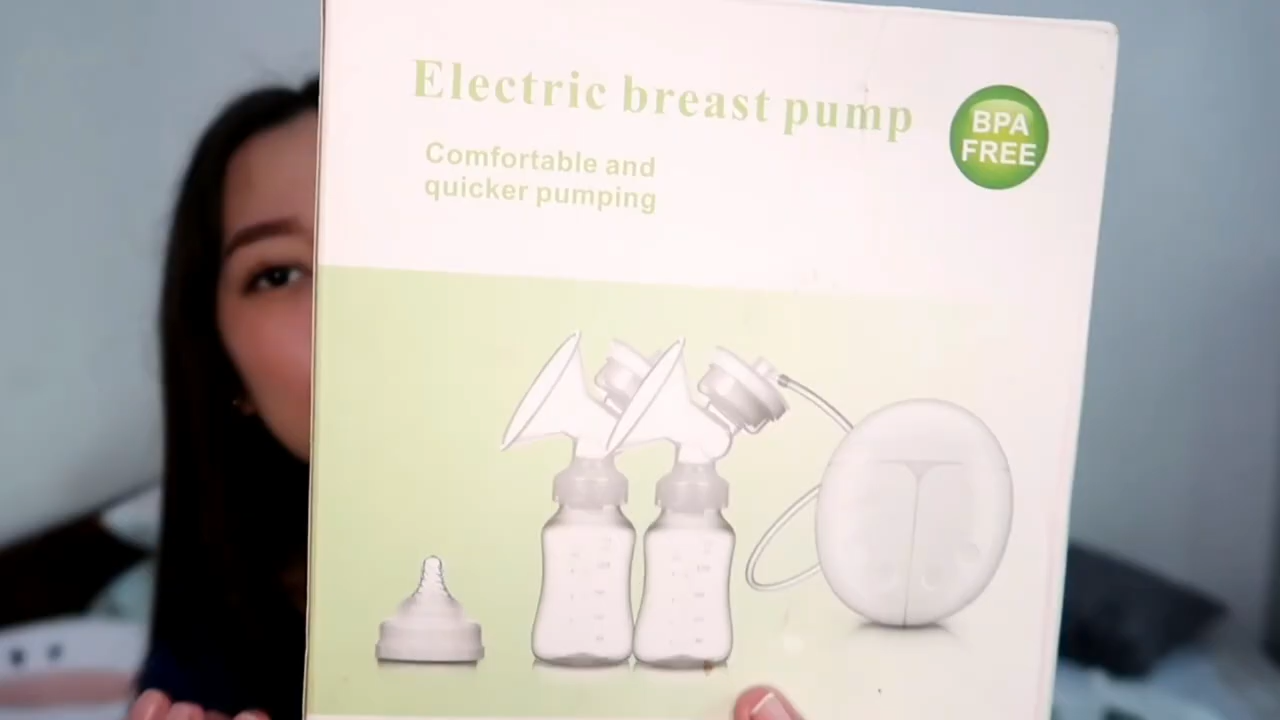 Electric breast pump
BPA
FREE
Comfortable and
quicker pumping